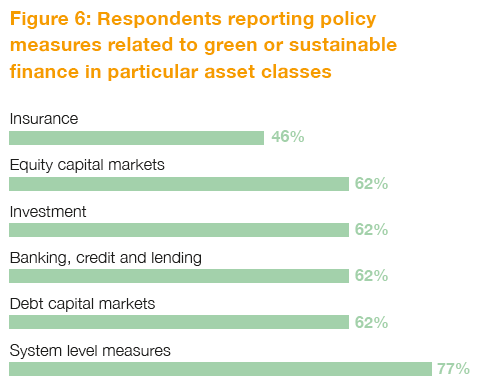 Figure 6: Respondents reporting policy
measures related to green or sustainable
finance in particular asset classes
Insurance
46%
Equity capital markets
62%
Investment
62%
Banking, credit and lending
62%
Debt capital markets
62%
System level measures
77%